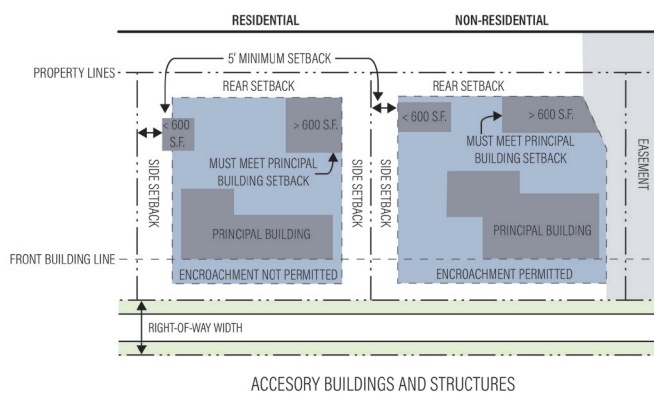 RESIDENTIAL
NON-RESIDENTIAL
5' MINIMUM SETBACK
PROPERTY LINES
REAR SETBACK
REAR SETBACK
< 600
S.F.
> 600 S.F.
< 600 S.F.
> 600 S.F.
MUST MEET PRINCIPAL
BUILDING SETBACK
MUST MEET PRINCIPAL
BUILDING SETBACK
SIDE SETBACK
SIDE SETBACK
SIDE SETBACK
EASEMENT
PRINCIPAL BUILDING
PRINCIPAL BUILDING
FRONT BUILDING LINE
ENCROACHMENT NOT PERMITTED
ENCROACHMENT PERMITTED
RIGHT-OF-WAY WIDTH
ACCESORY BUILDINGS AND STRUCTURES